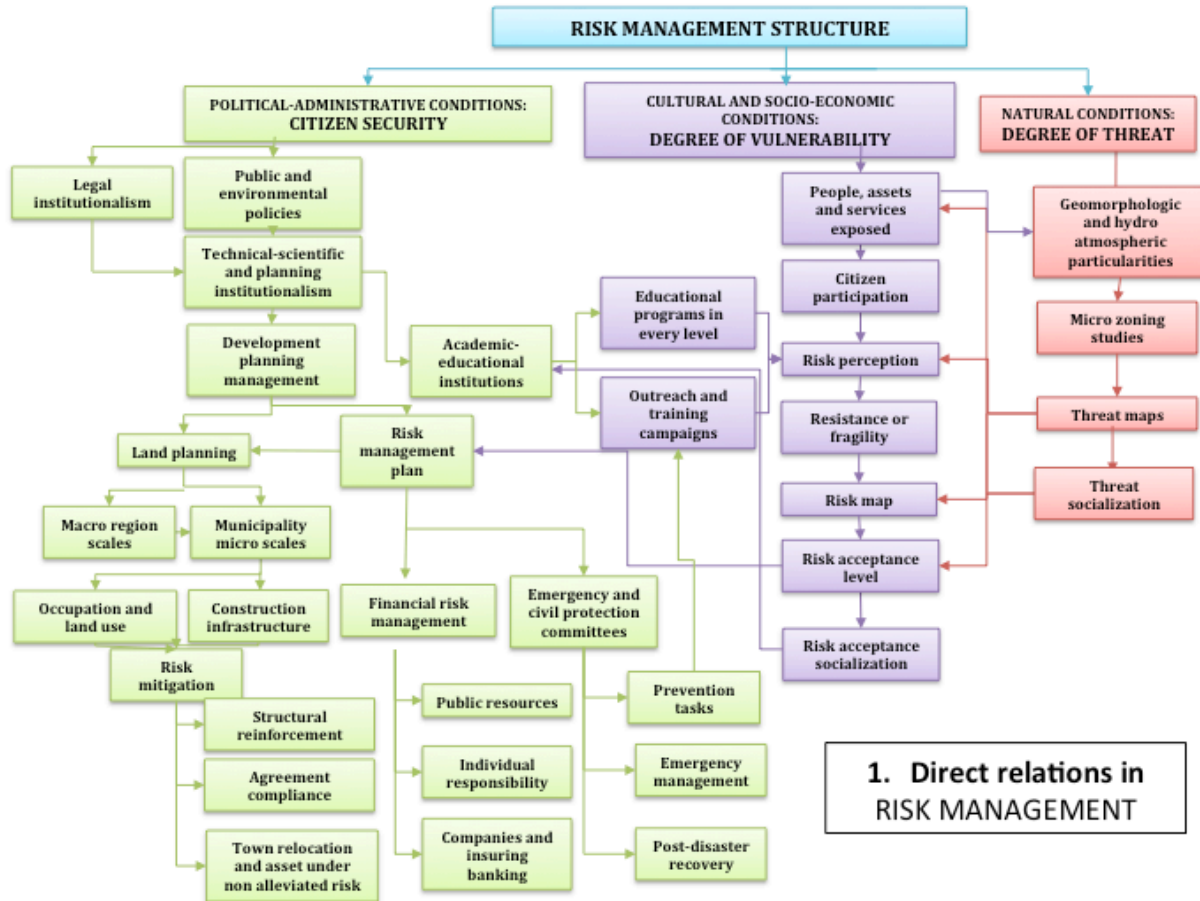 RISK MANAGEMENT STRUCTURE
POLITICAL-ADMINISTRATIVE CONDITIONS:
CITIZEN SECURITY
CULTURAL AND SOCIO-ECONOMIC
CONDITIONS:
DEGREE OF VULNERABILITY
NATURAL CONDITIONS:
DEGREE OF THREAT
Legal
institutionalism
Public and
environmental
policies
Technical-scientific
and planning
institutionalism
Development
planning
management
Academic-
educational
institutions
Land planning
Risk
management
plan
Macro region
scales
Municipality
micro scales
Occupation and
land use
Construction
infrastructure
Risk
mitigation
Structural
reinforcement
Agreement
compliance
Town relocation
and asset under
non alleviated risk
Financial risk
management
Public resources
Individual
responsibility
Companies and
insuring
banking
Emergency and
civil protection
committees
Prevention
tasks
Emergency
management
Post-disaster
recovery
Educational
programs in
every level
Outreach and
training
campaigns
People, assets
and services
exposed
Citizen
participation
Risk perception
Resistance or
fragility
Risk map
Risk acceptance
level
Risk acceptance
socialization
Geomorphologic
and hydro
atmospheric
particularities
Micro zoning
studies
Threat maps
Threat
socialization
1. Direct relations in
RISK MANAGEMENT